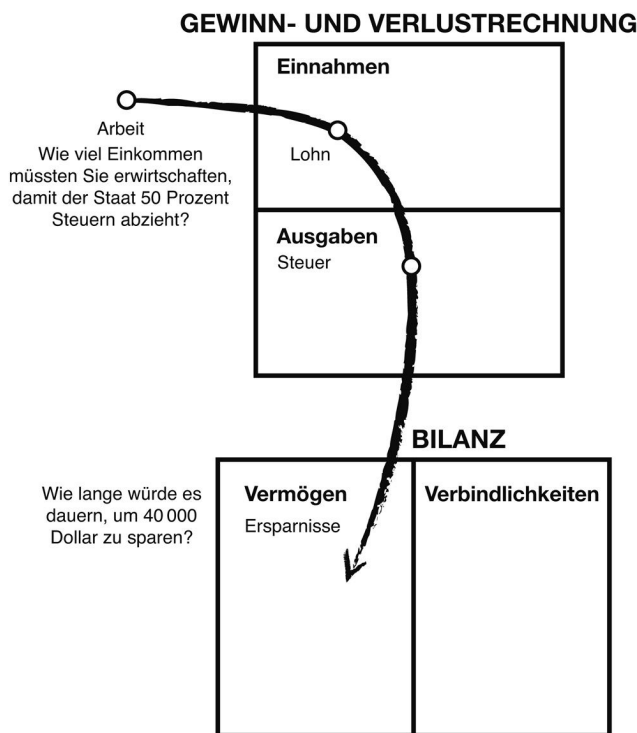 GEWINN- UND VERLUSTRECHNUNG
Einnahmen
Arbeit
Lohn
Wie viel Einkommen
müssten Sie erwirtschaften,
damit der Staat 50 Prozent
Steuern abzieht?
Ausgaben
Steuer
BILANZ
Wie lange würde es
dauern, um 40 000
Dollar zu sparen?
Vermögen
Verbindlichkeiten
Ersparnisse